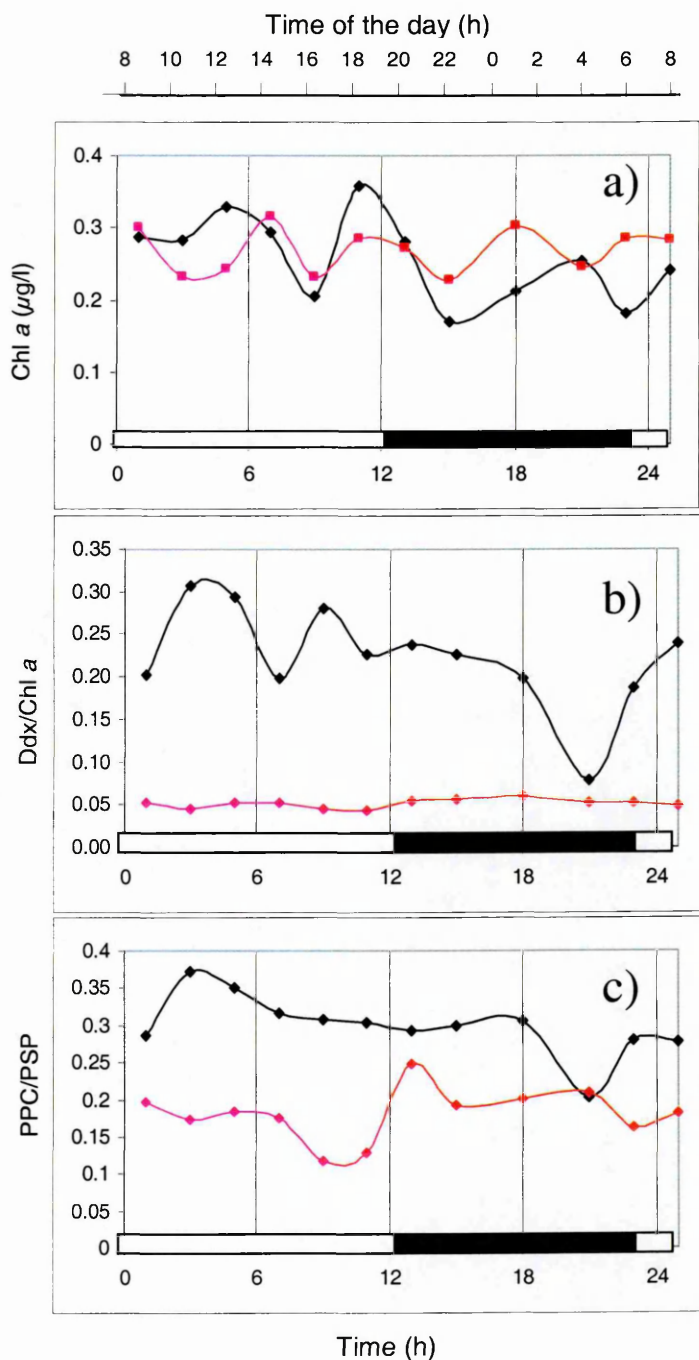 Time of the day (h)
8 10 12 14 16 18 20 22 0 2 4 6 8
a)
Chl a (µg/l)
0.4
0.3
0.2
0.1
0
0 6 12 18 24
b)
Ddx/Chl a
0.35
0.30
0.25
0.20
0.15
0.10
0.05
0.00
0 6 12 18 24
c)
PPC/PSP
0.4
0.35
0.3
0.25
0.2
0.15
0.1
0.05
0
0 6 12 18 24
Time (h)